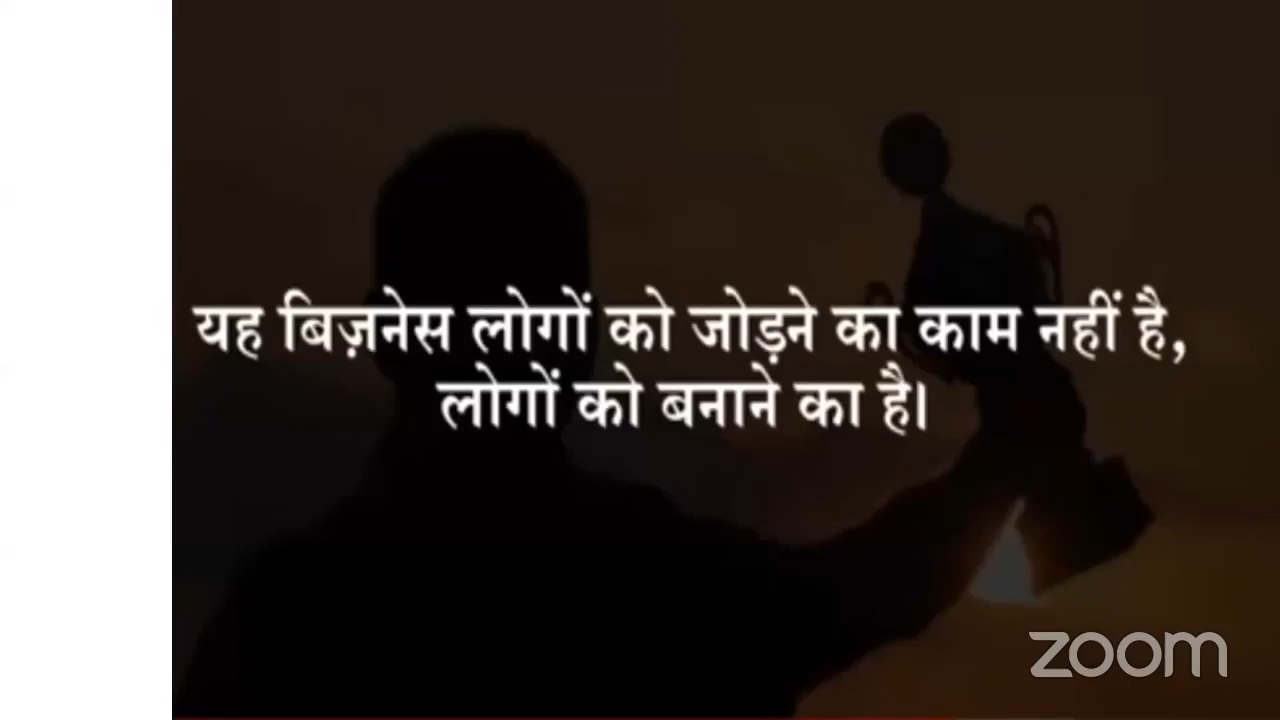 यह बिज़नेस लोगों को जोड़ने का काम नहीं है,
लोगों को बनाने का है।
zoom